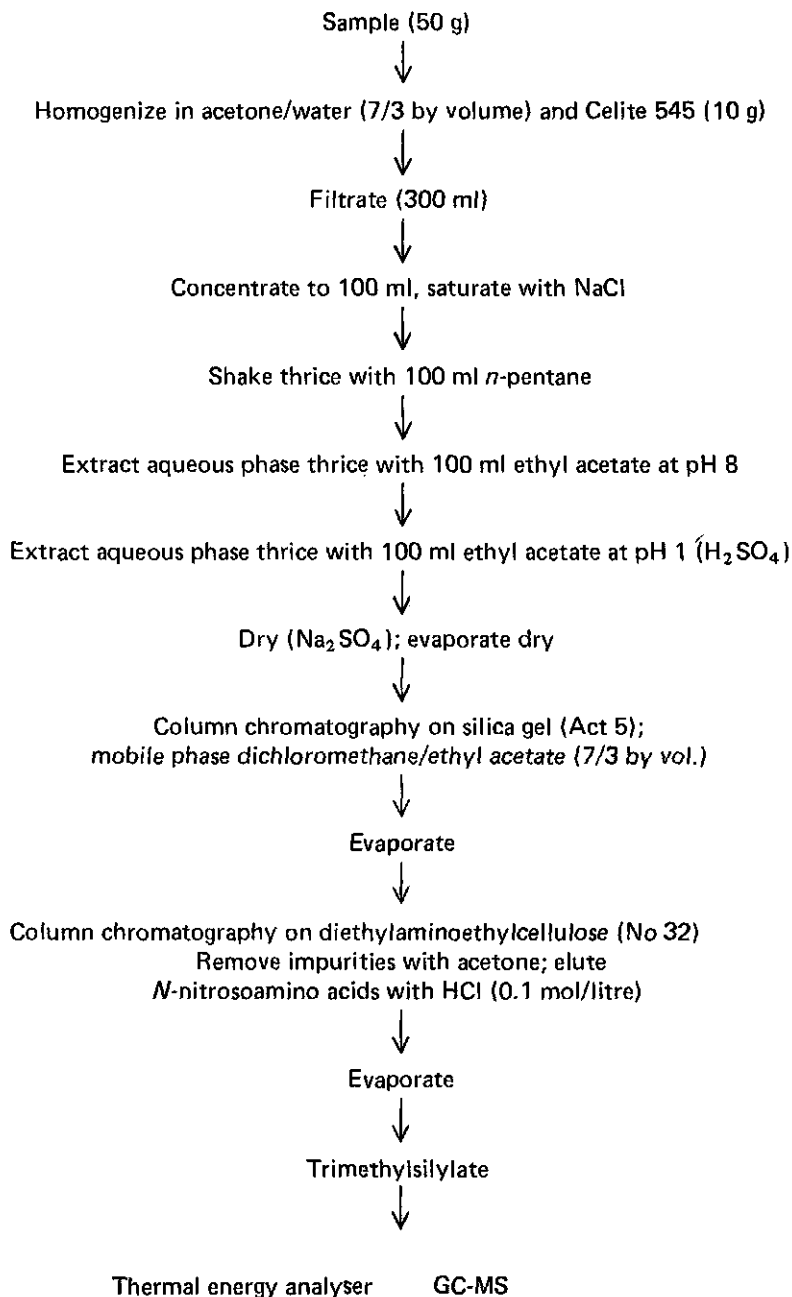 Sample (50 g)
Homogenize in acetone/water (7/3 by volume) and Celite 545 (10 g)
Filtrate (300 ml)
Concentrate to 100 ml, saturate with NaCl
Shake thrice with 100 ml n-pentane
Extract aqueous phase thrice with 100 ml ethyl acetate at pH 8
Extract aqueous phase thrice with 100 ml ethyl acetate at pH 1 (H₂SO₄)
Dry (Na₂SO₄); evaporate dry
Column chromatography on silica gel (Act 5);
mobile phase dichloromethane/ethyl acetate (7/3 by vol.)
Evaporate
Column chromatography on diethylaminoethylcellulose (No 32)
Remove impurities with acetone; elute
N-nitrosoamino acids with HCl (0.1 mol/litre)
Evaporate
Trimethylsilylate
Thermal energy analyser GC-MS